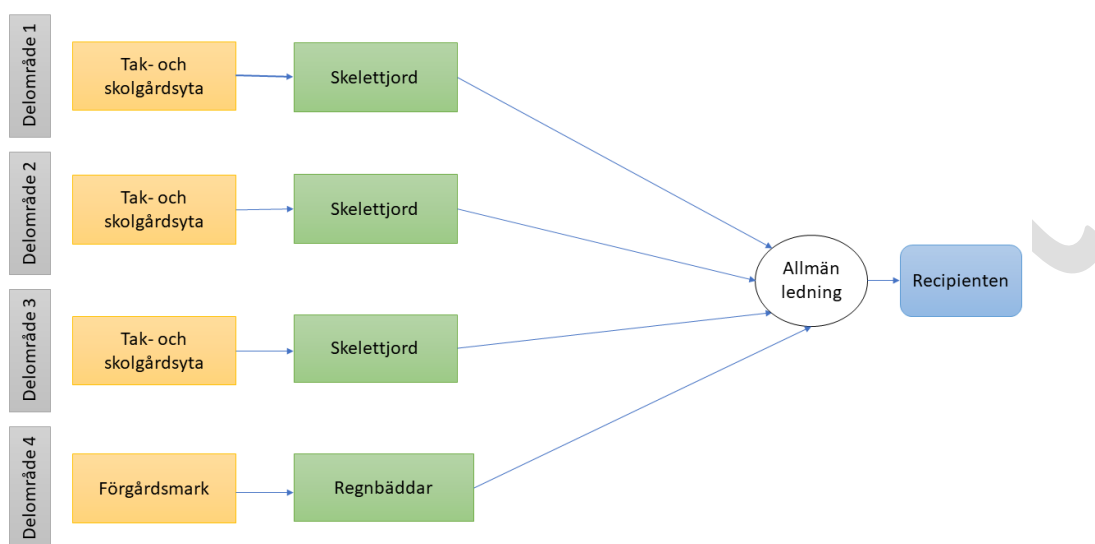 Delområde 1
Tak- och
skolgårdsyta
Skelettjord
Delområde 2
Tak- och
skolgårdsyta
Skelettjord
Delområde 3
Tak- och
skolgårdsyta
Skelettjord
Delområde 4
Förgårdsmark
Regnbäddar
Allmän
ledning
Recipienten